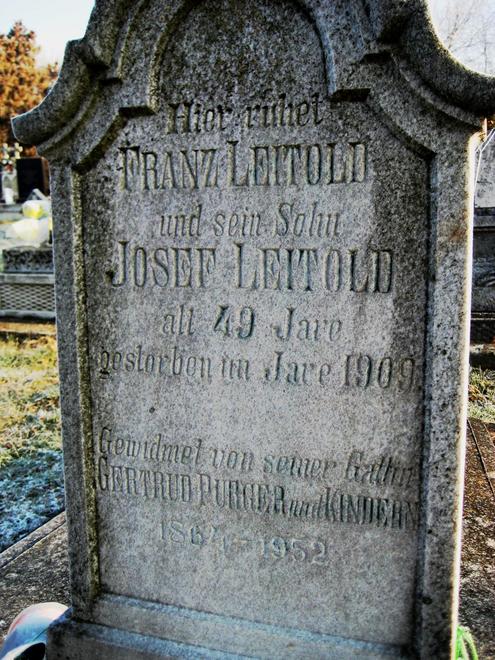 Hier ruhet
FRANZ LEITOLD
und sein Sohn
JOSEF LEITOLD
alt 49 Jare
gestorben im Jare 1909
Gewidmet von seiner Gattin
GERTRUD PURGER und KINDERN
1864-1952